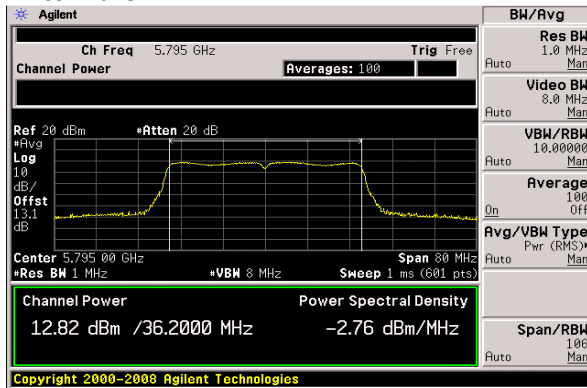 Agilent
BW/Avg
Ch Freq 5.795 GHz Trig Free
Channel Power Averages: 100
Res BW
1.0 MHz
Auto Man
Video BW
8.0 MHz
Auto Man
Ref 20 dBm #Atten 20 dB
#Avg
Log
10
dB/
Offst
13.1
dB
VBW/RBW
10.00000
Auto Man
Average
100
On Off
Avg/VBW Type
Pwr (RMS)
Auto Man
Center 5.795 00 GHz Span 80 MHz
#Res BW 1 MHz #VBW 8 MHz Sweep 1 ms (601 pts)
Channel Power Power Spectral Density
12.82 dBm /36.2000 MHz -2.76 dBm/MHz
Span/RBW
106
Auto Man
Copyright 2000-2008 Agilent Technologies